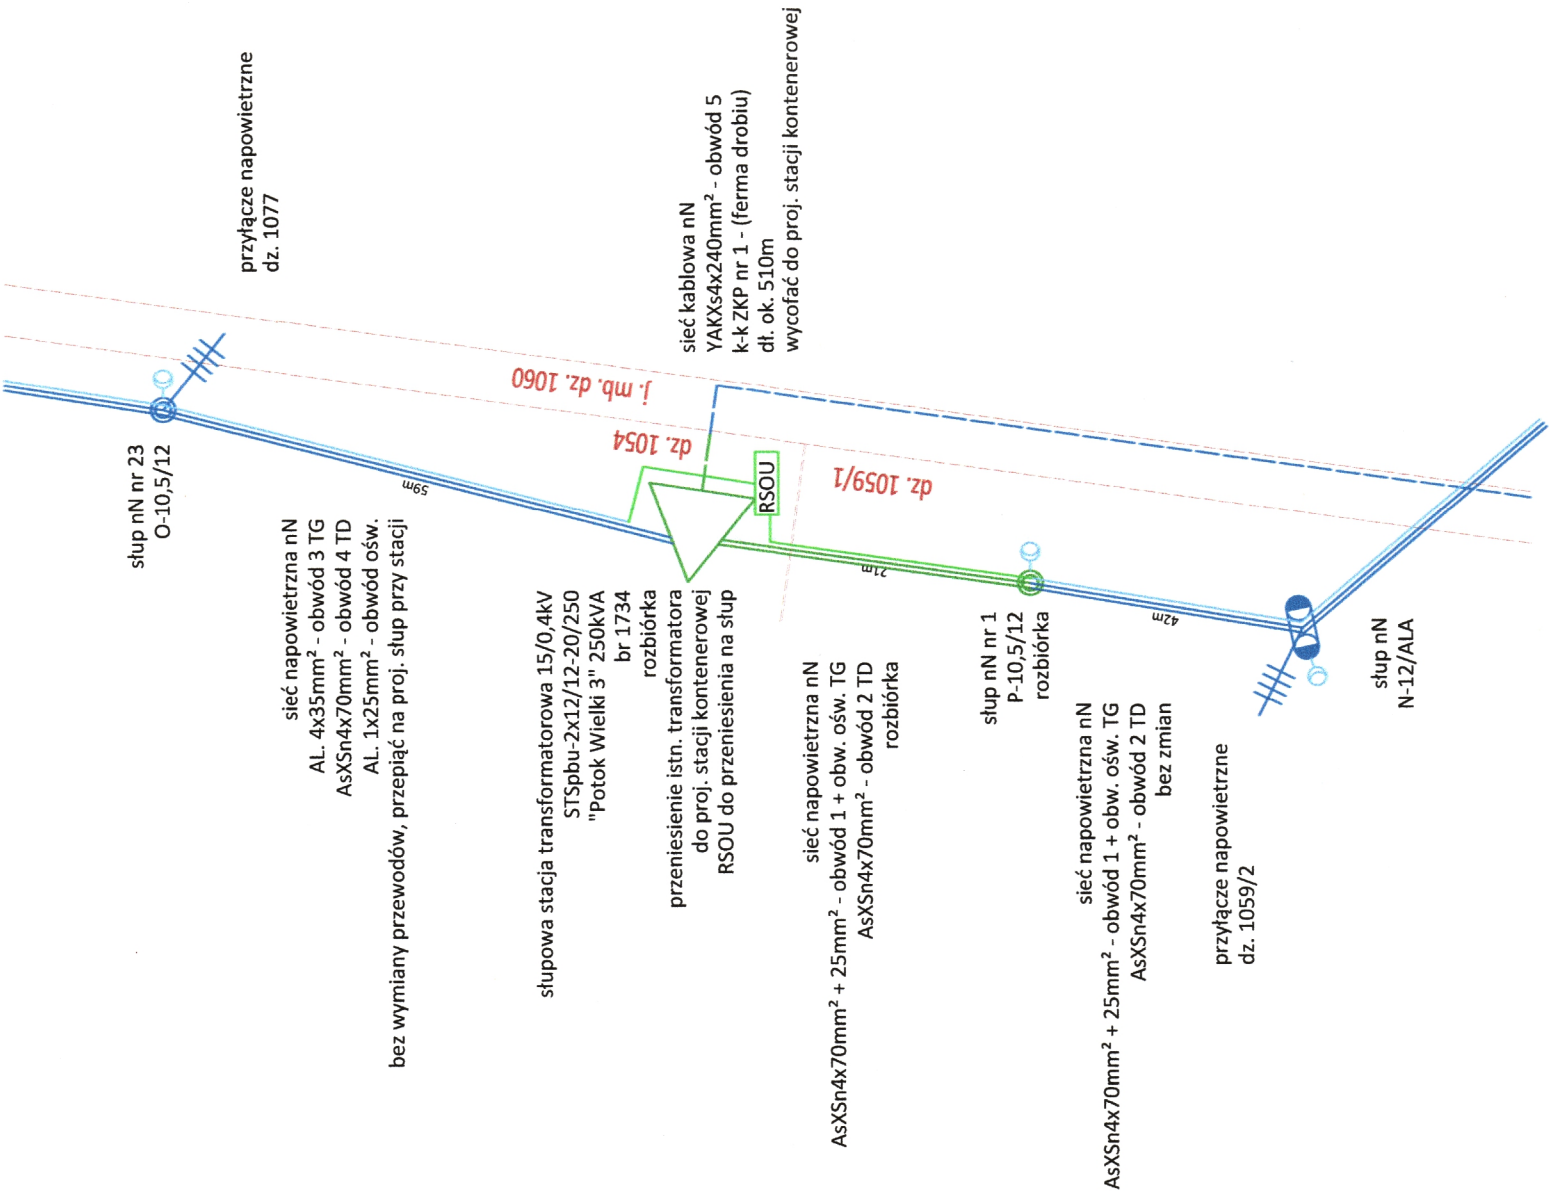 przyłącze napowietrzne
dz. 1077
słup nN nr 23
O-10,5/12
59m
sieć napowietrzna nN
AL. 4x35mm² - obwód 3 TG
AsXSn4x70mm² - obwód 4 TD
AL. 1x25mm² - obwód ośw.
bez wymiany przewodów, przepiąć na proj. słup przy stacji
j. mb. dz. 1060
dz. 1054
dz. 1059/1
RSOU
sieć kablowa nN
YAKXs4x240mm² - obwód 5
k-k ZKP nr 1 - (ferma drobiu)
dł. ok. 510m
wycofać do proj. stacji kontenerowej
słupowa stacja transformatorowa 15/0,4kV
STSpbu-2x12/12-20/250
"Potok Wielki 3" 250kVA
br 1734
rozbiórka
przeniesienie istn. transformatora
do proj. stacji kontenerowej
RSOU do przeniesienia na słup
21m
sieć napowietrzna nN
AsXSn4x70mm² + 25mm² - obwód 1 + obw. ośw. TG
AsXSn4x70mm² - obwód 2 TD
rozbiórka
słup nN nr 1
P-10,5/12
rozbiórka
42m
sieć napowietrzna nN
AsXSn4x70mm² + 25mm² - obwód 1 + obw. ośw. TG
AsXSn4x70mm² - obwód 2 TD
bez zmian
przyłącze napowietrzne
dz. 1059/2
słup nN
N-12/ALA